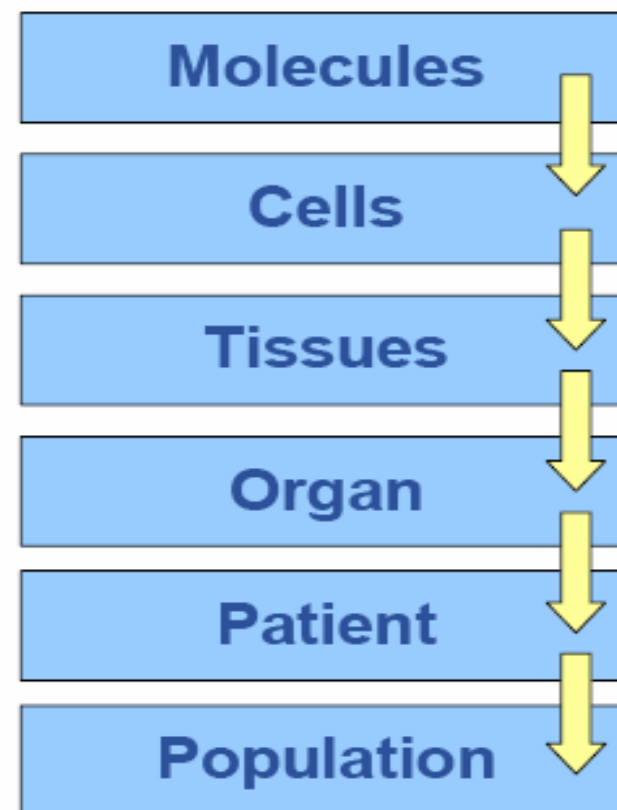 Molecules
Cells
Tissues
Organ
Patient
Population